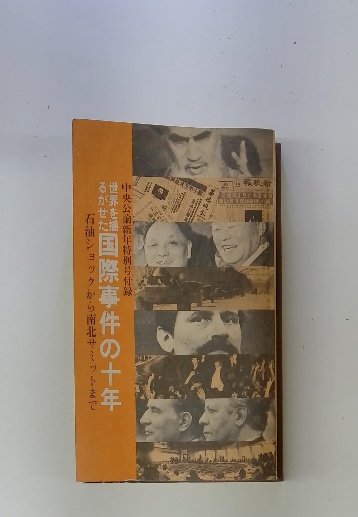 中央公論新年特別号付録
世界を揺
るがせた
国際事件の十年
石油ショックから南北サミットまで